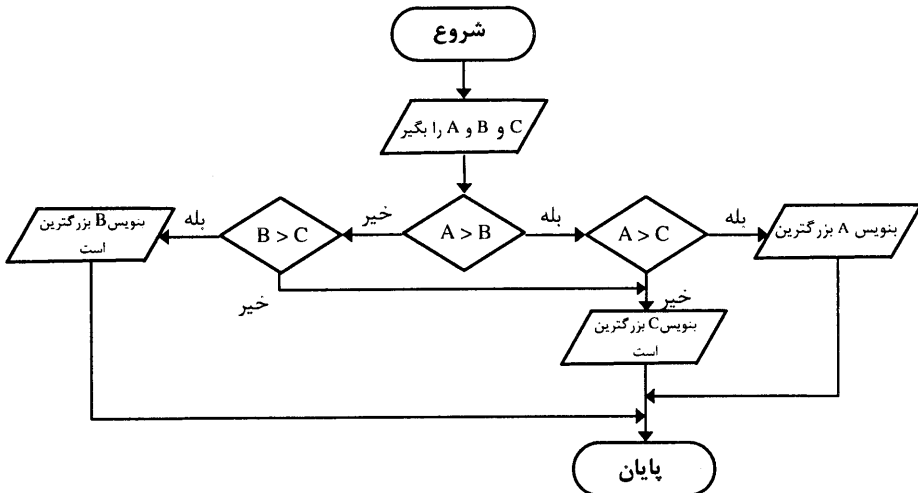 شروع
A و B و C را بگیر
A > B
بله
خیر
A > C
بله
بنویس A بزرگترین
B > C
بله
بنویس B بزرگترین
است
خیر
خیر
بنویس C بزرگترین
است
پایان